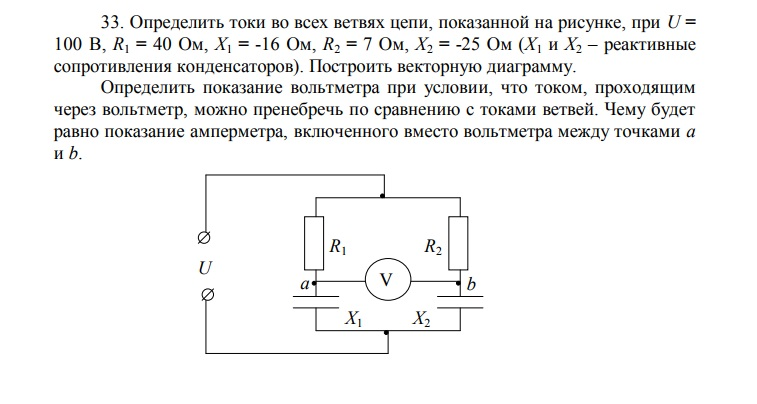 33. Определить токи во всех ветвях цепи, показанной на рисунке, при U =
100 В, R1 = 40 Ом, X1 = -16 Ом, R2 = 7 Ом, X2 = -25 Ом (X1 и X2 – реактивные
сопротивления конденсаторов). Построить векторную диаграмму.
Определить показание вольтметра при условии, что током, проходящим
через вольтметр, можно пренебречь по сравнению с токами ветвей. Чему будет
равно показание амперметра, включенного вместо вольтметра между точками a
и b.
R1 R2
U
a V b
X1 X2